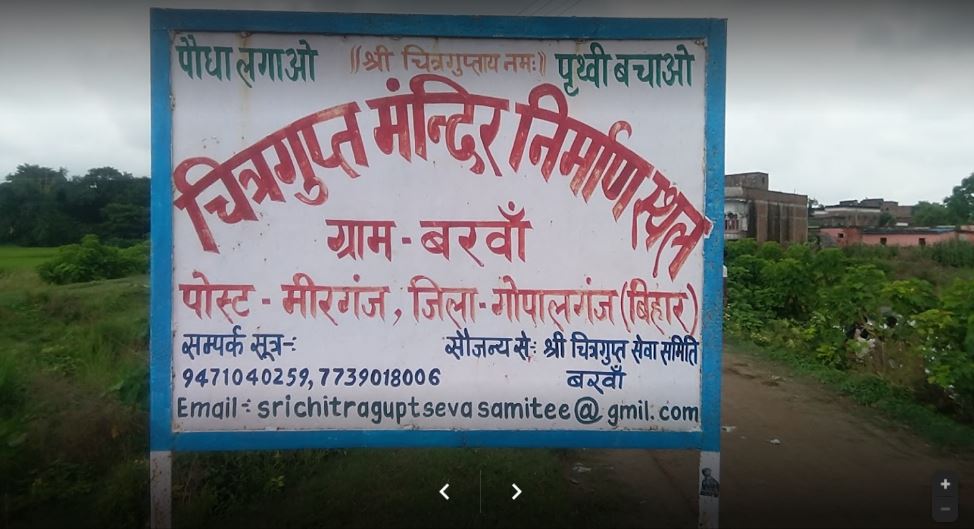 पौधा लगाओ ॥श्री चित्रगुप्ताय नमः॥ पृथ्वी बचाओ
चित्रगुप्त मंन्दिर निर्माण स्थल
ग्राम - बरवाँ
पोस्ट - मीरगंज, जिला - गोपालगंज (बिहार)
सम्पर्क सूत्र-: सौजन्य से: श्री चित्रगुप्त सेवा समिति
9471040259, 7739018006 बरवाँ
Email: srichitraguptsevasamitee@gmil.com